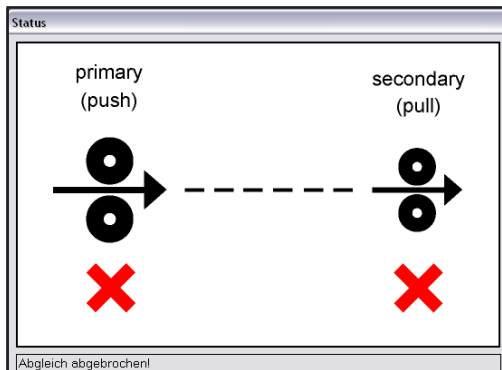 Status
primary
(push)
secondary
(pull)
Abgleich abgebrochen!